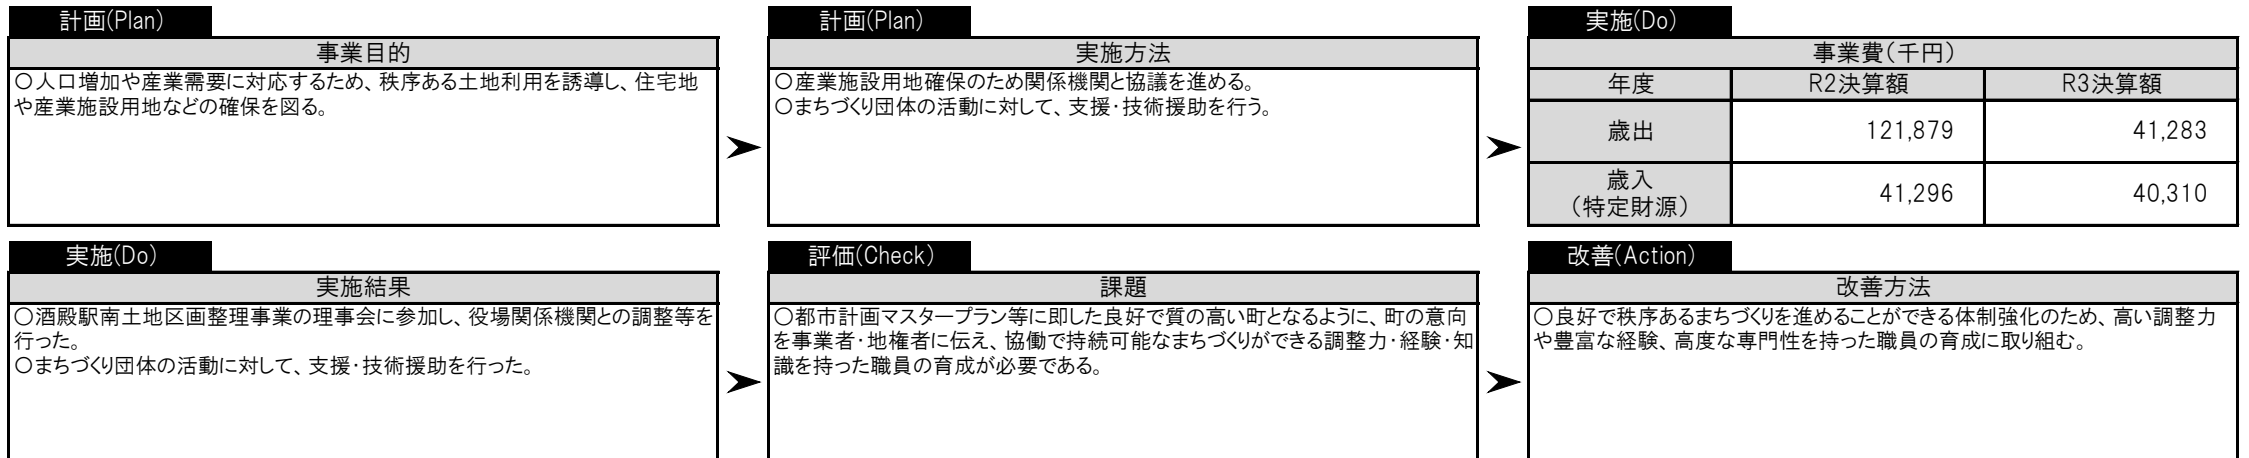 計画(Plan)
事業目的
○人口増加や産業需要に対応するため、秩序ある土地利用を誘導し、住宅地
や産業施設用地などの確保を図る。
計画(Plan)
実施方法
○産業施設用地確保のため関係機関と協議を進める。
○まちづくり団体の活動に対して、支援・技術援助を行う。
実施(Do)
事業費(千円)
年度 R2決算額 R3決算額
歳出 121,879 41,283
歳入
(特定財源) 41,296 40,310
実施(Do)
実施結果
○酒殿駅南土地区画整理事業の理事会に参加し、役場関係機関との調整等を
行った。
○まちづくり団体の活動に対して、支援・技術援助を行った。
評価(Check)
課題
○都市計画マスタープラン等に即した良好で質の高い町となるように、町の意向
を事業者・地権者に伝え、協働で持続可能なまちづくりができる調整力・経験・知
識を持った職員の育成が必要である。
改善(Action)
改善方法
○良好で秩序あるまちづくりを進めることができる体制強化のため、高い調整力
や豊富な経験、高度な専門性を持った職員の育成に取り組む。